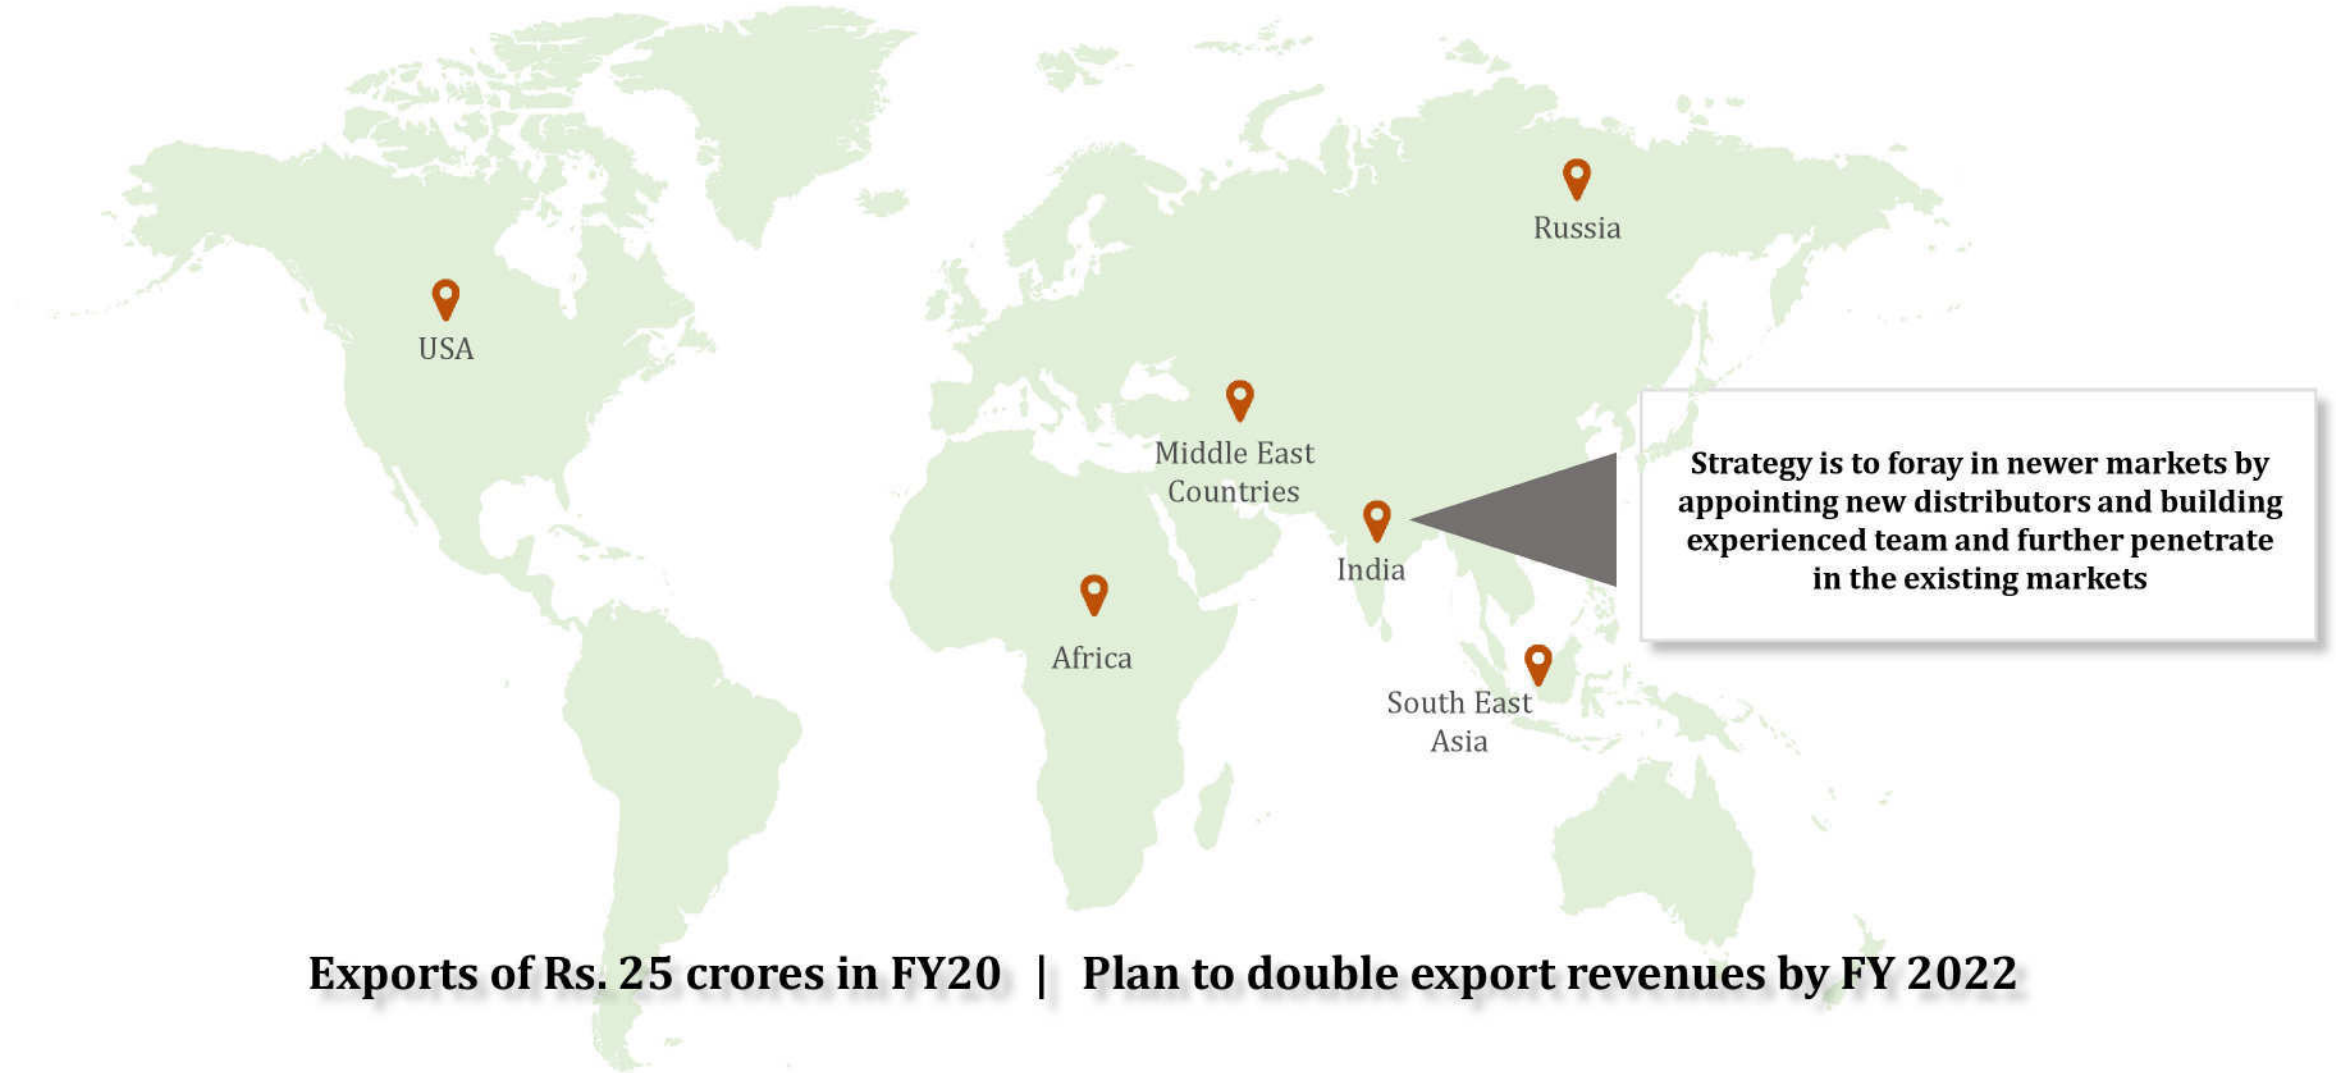 Russia
USA
Middle East
Countries
Strategy is to foray in newer markets by
appointing new distributors and building
experienced team and further penetrate
in the existing markets
India
Africa
South East
Asia
Exports of Rs. 25 crores in FY20 | Plan to double export revenues by FY 2022